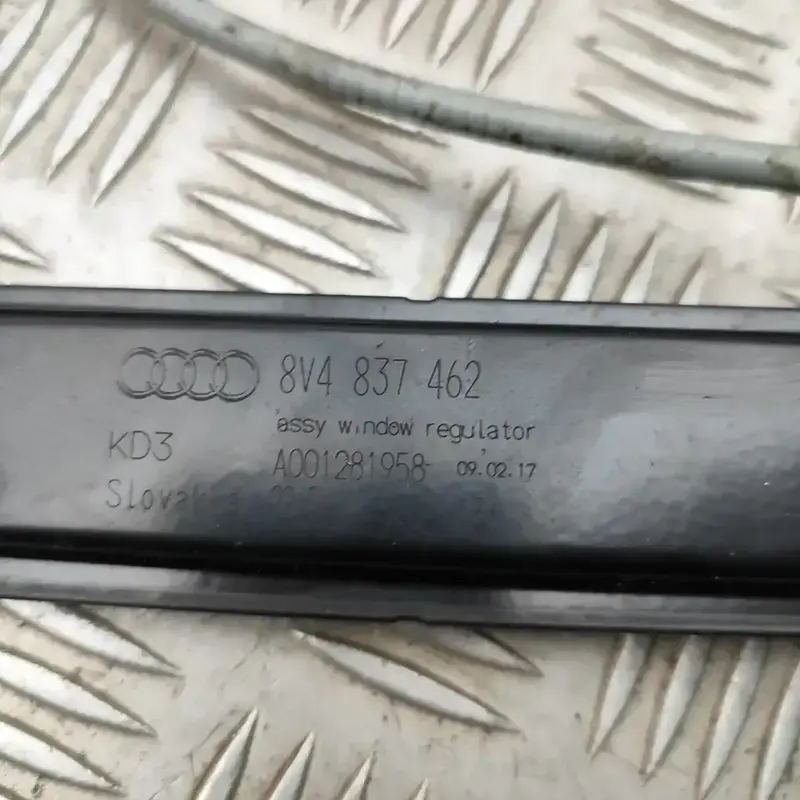 8V4 837 462
assy window regulator
KD3
A001281958 09.02.17